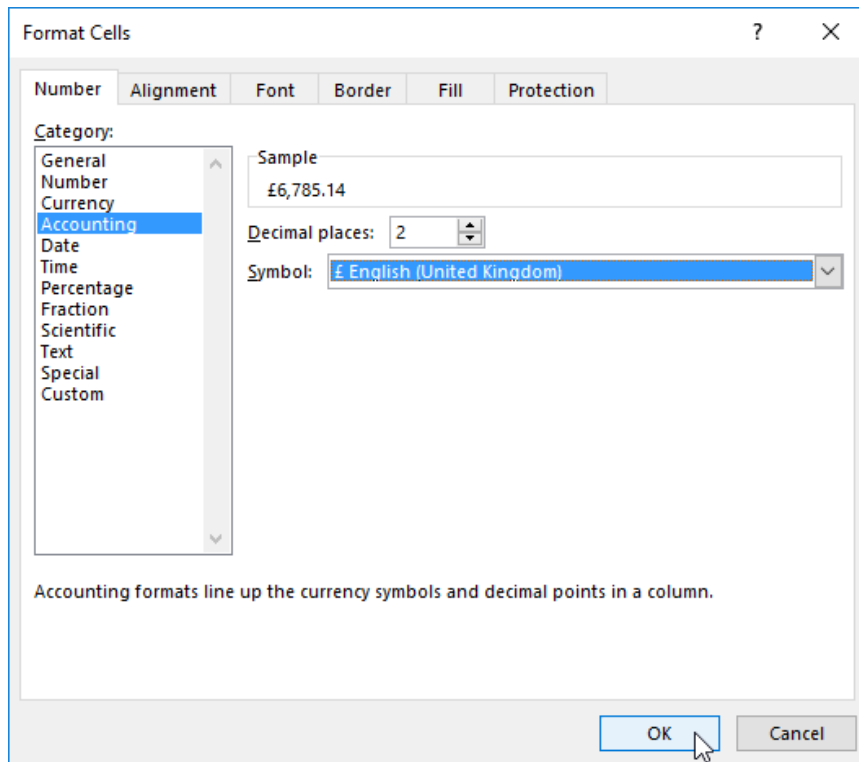 Format Cells ?
Number Alignment Font Border Fill Protection
Category:
General
Number
Currency
Accounting
Date
Time
Percentage
Fraction
Scientific
Text
Special
Custom
Sample
£6,785.14
Decimal places: 2
Symbol: £ English (United Kingdom)
Accounting formats line up the currency symbols and decimal points in a column.
OK Cancel